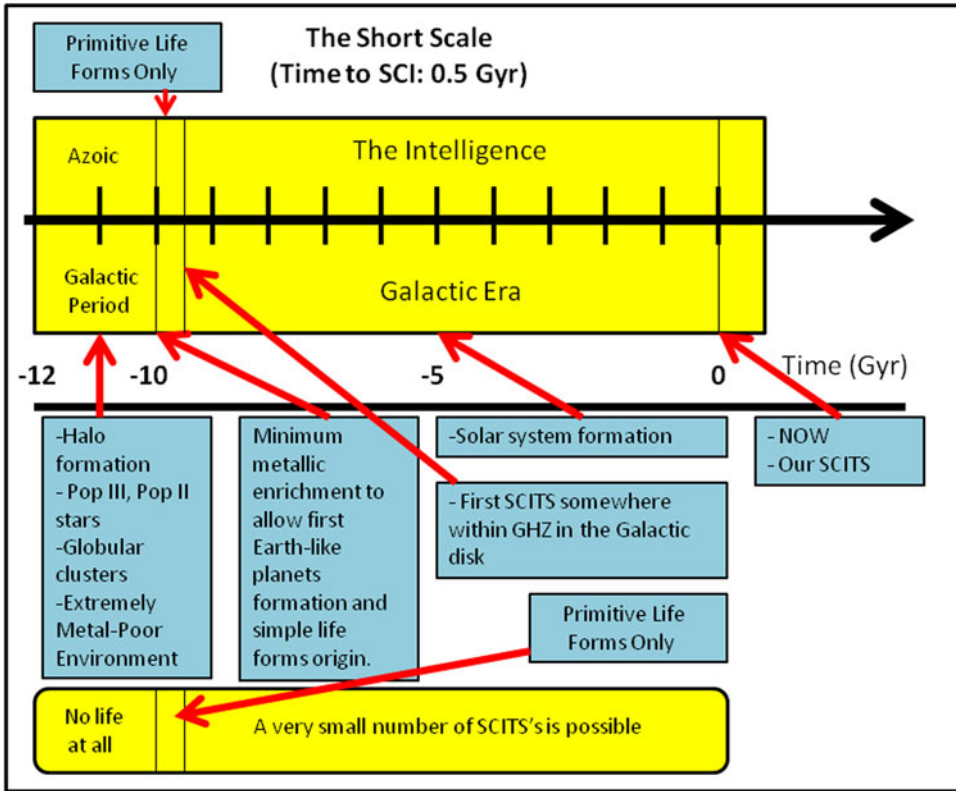 Primitive Life
Forms Only
The Short Scale
(Time to SCI: 0.5 Gyr)
Azoic
The Intelligence
Galactic
Period
Galactic Era
-12
-10
-5
0
Time (Gyr)
-Halo
formation
- Pop III, Pop II
stars
-Globular
clusters
-Extremely
Metal-Poor
Environment
Minimum
metallic
enrichment to
allow first
Earth-like
planets
formation and
simple life
forms origin.
-Solar system formation
- First SCITS somewhere
within GHZ in the Galactic
disk
- NOW
- Our SCITS
Primitive Life
Forms Only
No life
at all
A very small number of SCITS's is possible